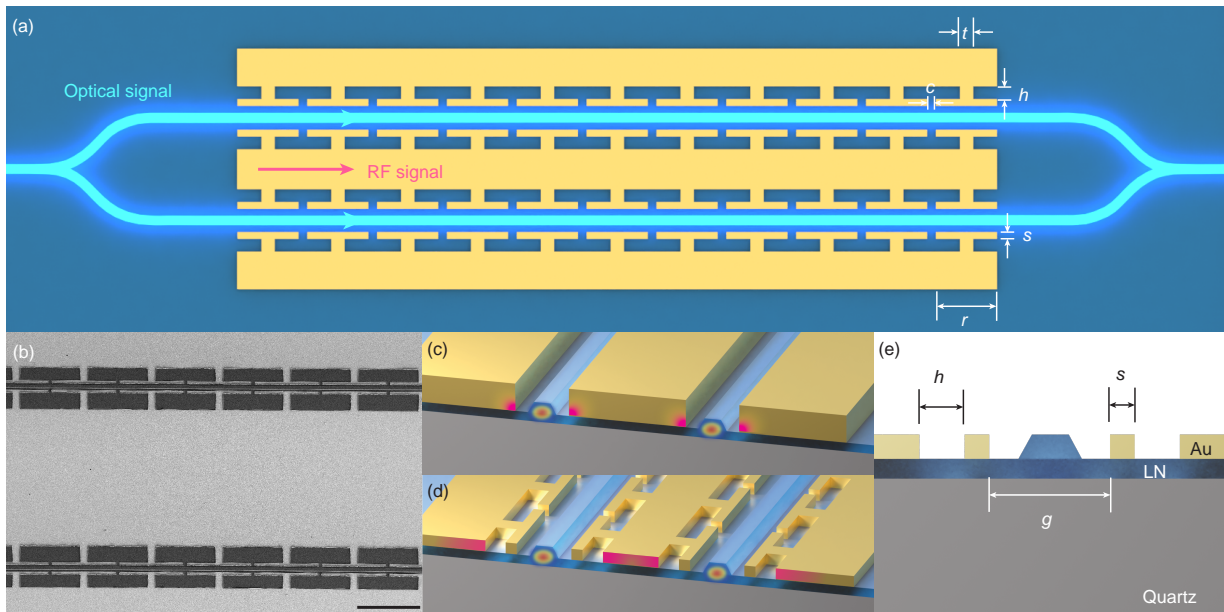 (a)
t
Optical signal
c
h
RF signal
s
r
(b)
(c)
(d)
(e)
h
s
Au
LN
g
Quartz